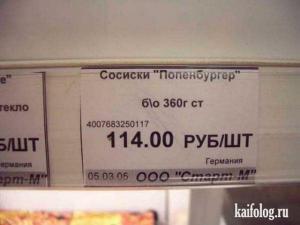 Сосиски "Попенбургер"
е"
б\о 360г ст
текло
4007683250117
Б/ШТ
114.00 РУБ/ШТ
Германия
Германия
05.03.05 ООО "Старт-М"
арт-М"
kaifolog.ru